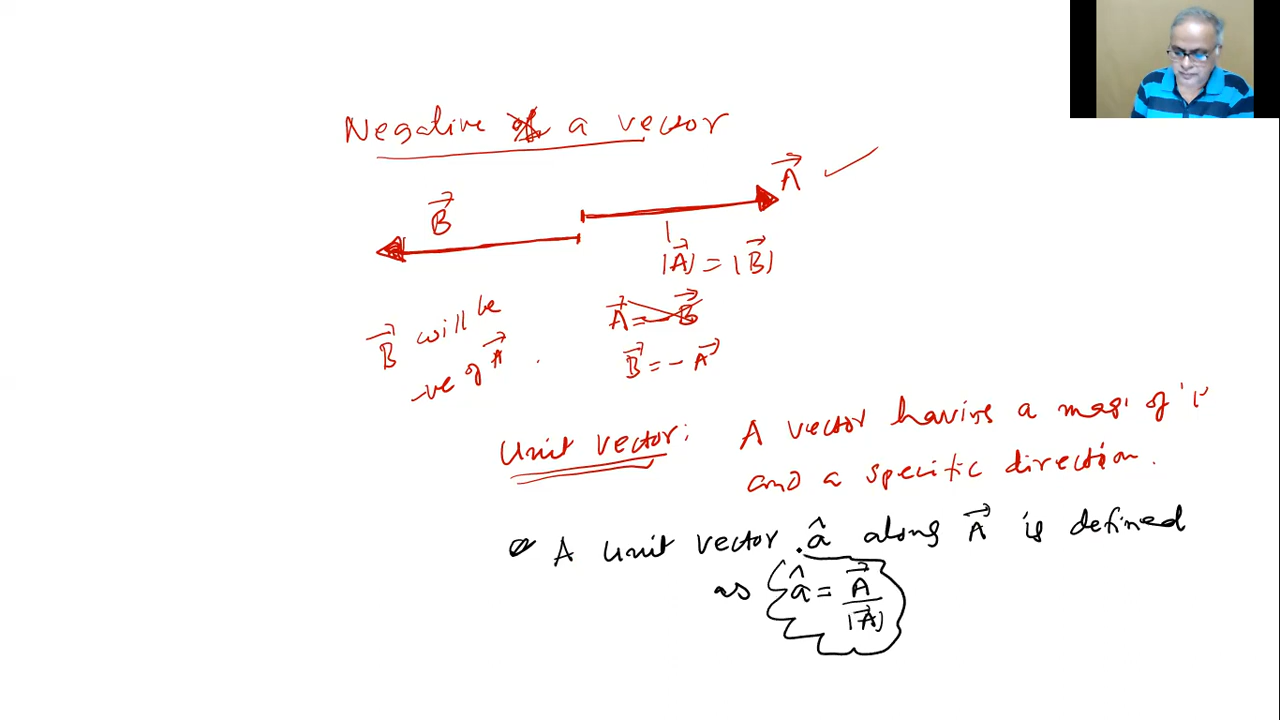 Negative of a vector
A⃗
B⃗
|A⃗| = |B⃗|
B⃗ will be
-ve of A⃗.
A⃗ = -B⃗
B⃗ = -A⃗
Unit vector: A vector having a mag. of '1'
and a specific direction.
A unit vector â along A⃗ is defined
as â = A⃗/|A⃗|